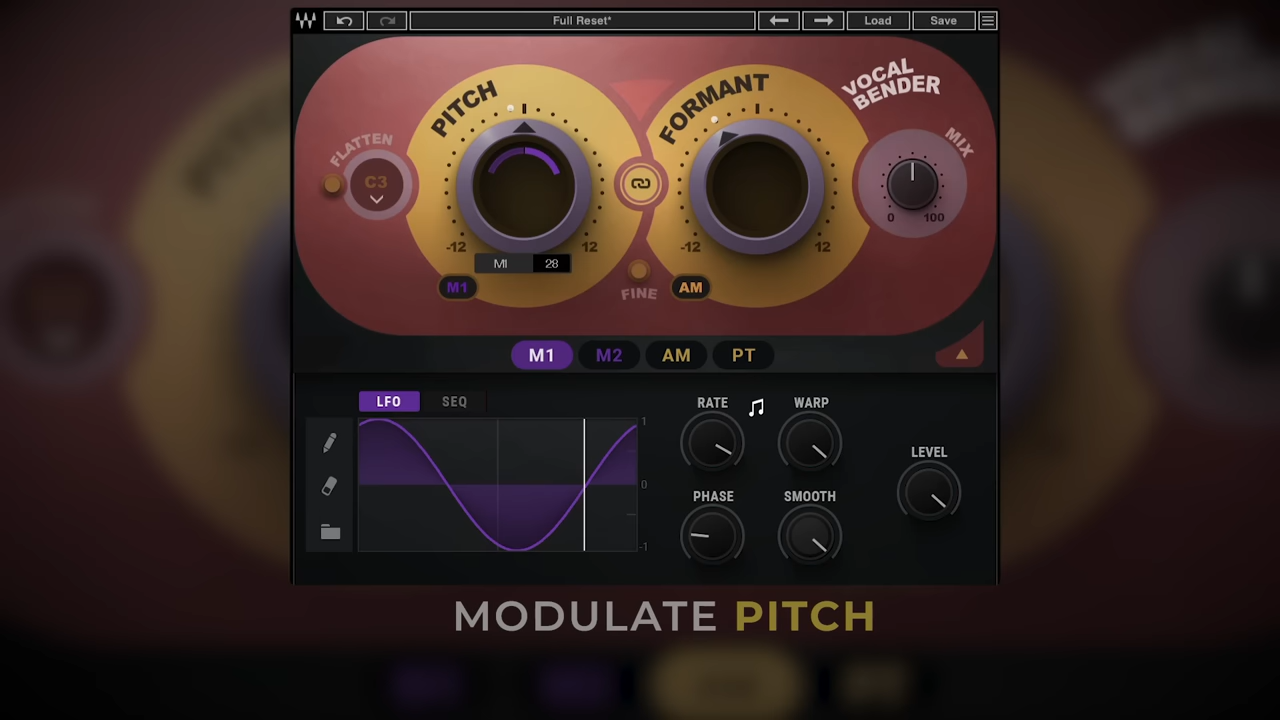 Full Reset*
Load
Save
PITCH
FORMANT
VOCAL
BENDER
FLATTEN
C3
MIX
0
100
-12
12
-12
12
MI
28
M1
FINE
AM
M1
M2
AM
PT
LFO
SEQ
1
0
-1
RATE
WARP
PHASE
SMOOTH
LEVEL
MODULATE PITCH